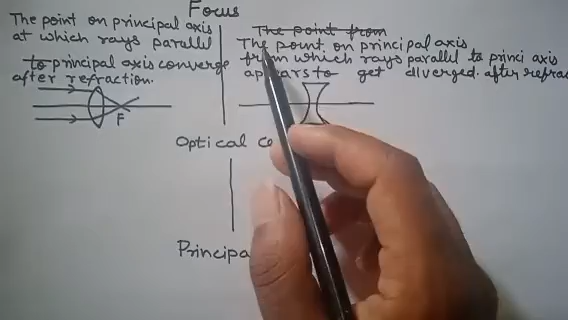 Focus
The point on principal axis
at which rays parallel
to principal axis converge
after refraction.
F
The point from
The point on principal axis
from which rays parallel to princi axis
appears to get diverged after refra
Optical c
Principa